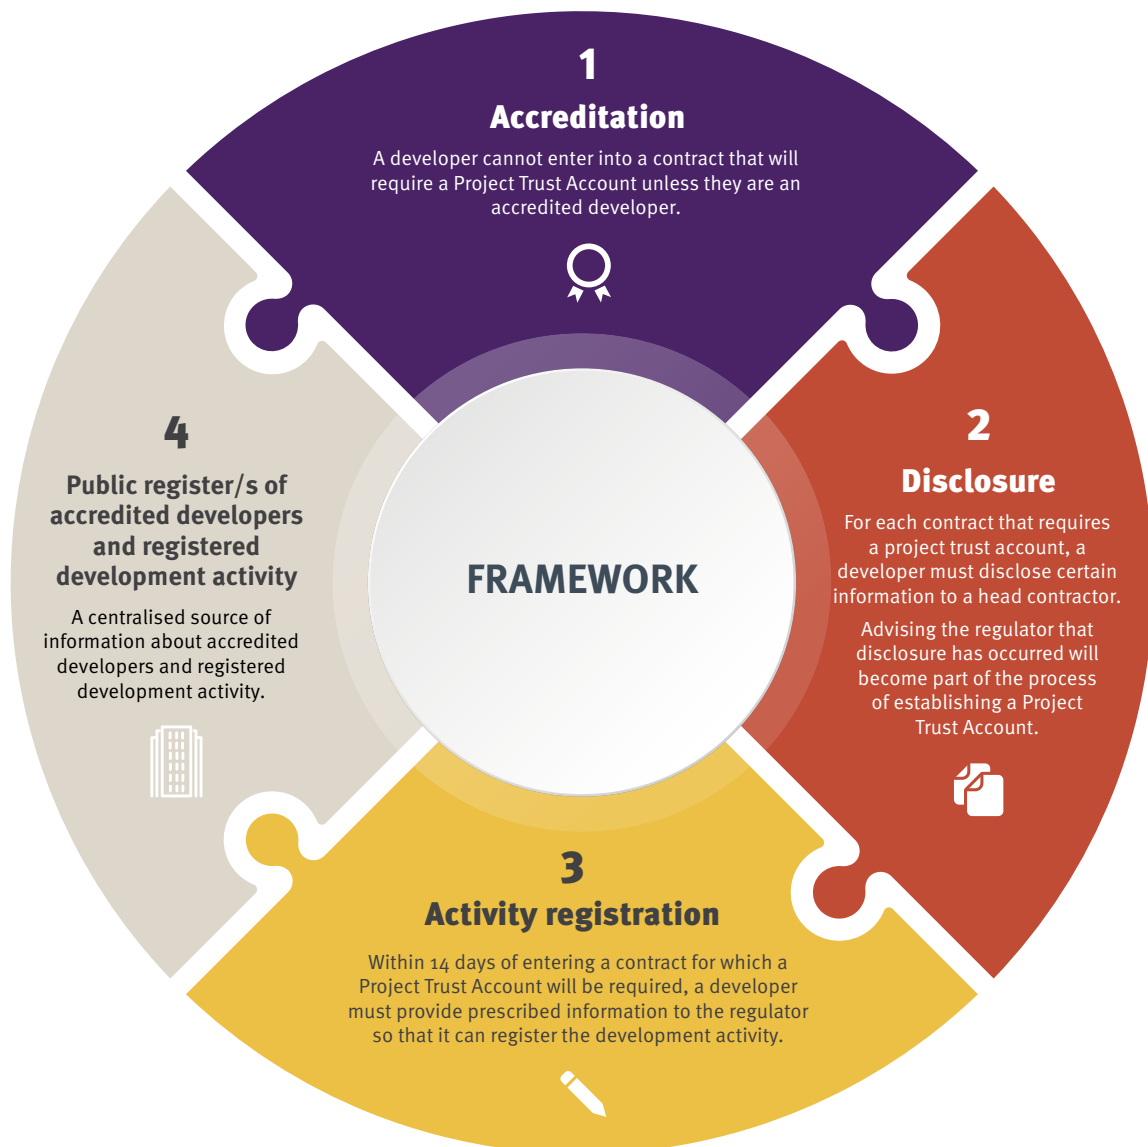 1
Accreditation
A developer cannot enter into a contract that will
require a Project Trust Account unless they are an
accredited developer.
2
Disclosure
For each contract that requires
a project trust account, a
developer must disclose certain
information to a head contractor.
Advising the regulator that
disclosure has occurred will
become part of the process
of establishing a Project
Trust Account.
3
Activity registration
Within 14 days of entering a contract for which a
Project Trust Account will be required, a developer
must provide prescribed information to the regulator
so that it can register the development activity.
4
Public register/s of
accredited developers
and registered
development activity
A centralised source of
information about accredited
developers and registered
development activity.
FRAMEWORK